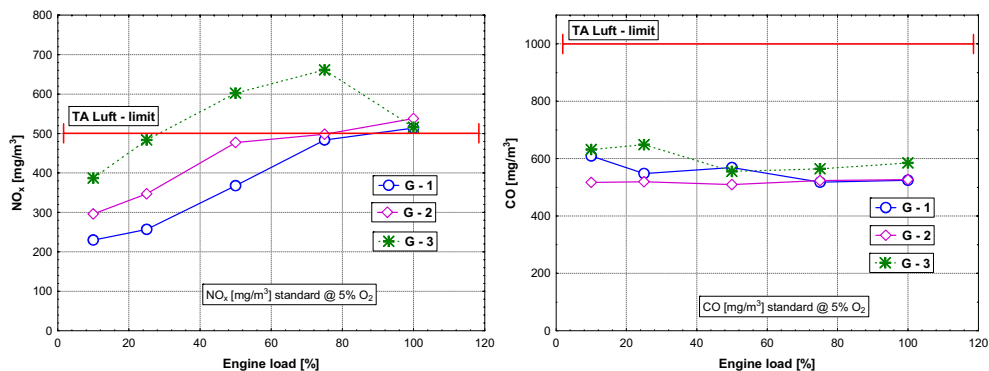 800
700
600
500
400
300
200
100
0
NOx [mg/m³]
TA Luft - limit
G - 1
G - 2
G - 3
NOx [mg/m³] standard @ 5% O2
0 20 40 60 80 100 120
Engine load [%]
TA Luft - limit
1000
800
600
400
200
0
CO [mg/m³]
G - 1
G - 2
G - 3
CO [mg/m³] standard @ 5% O2
0 20 40 60 80 100 120
Engine load [%]